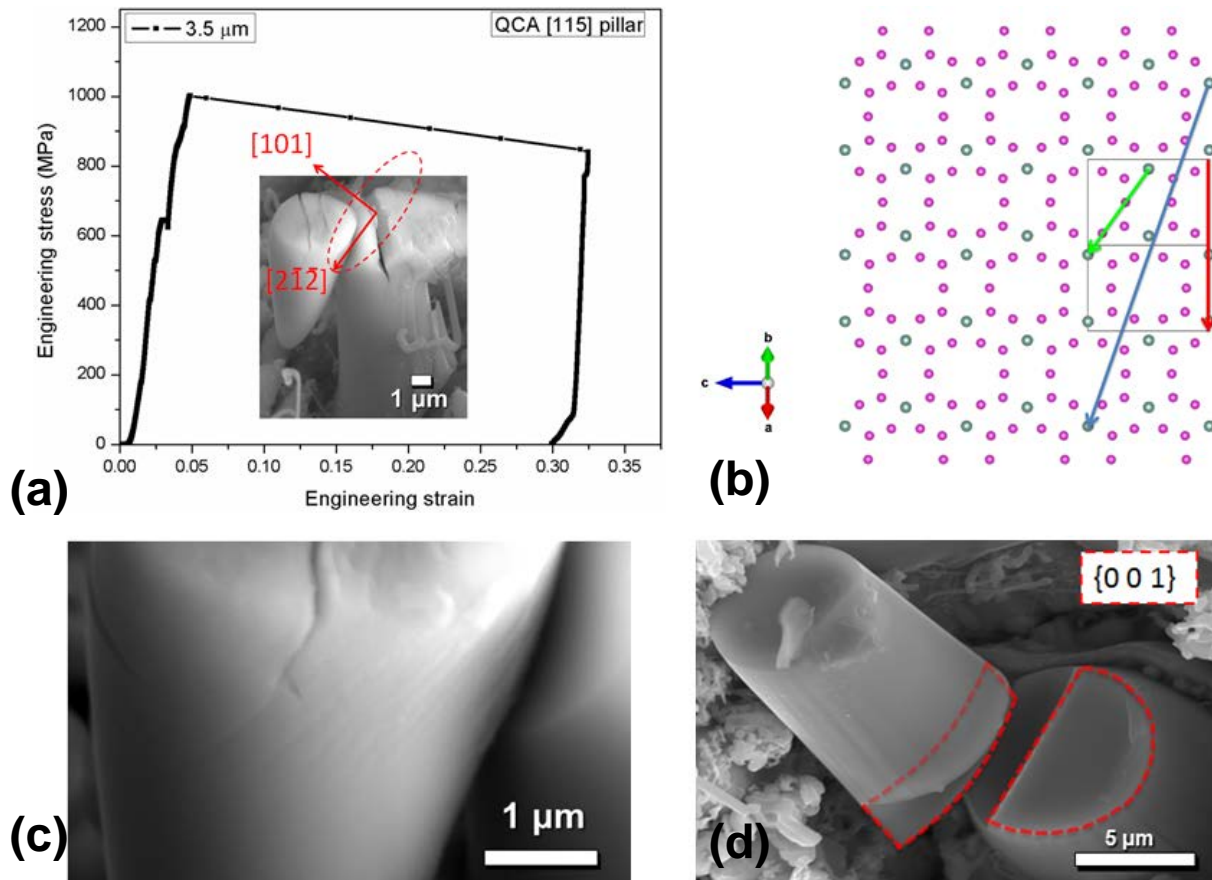 1200
1000
800
600
400
200
0
Engineering stress (MPa)
3.5 μm
QCA [115] pillar
[101]
[21̅2̅]
1 μm
0.00 0.05 0.10 0.15 0.20 0.25 0.30 0.35
Engineering strain
(a)
b
c
a
(b)
1 μm
(c)
{0 0 1}
5 μm
(d)